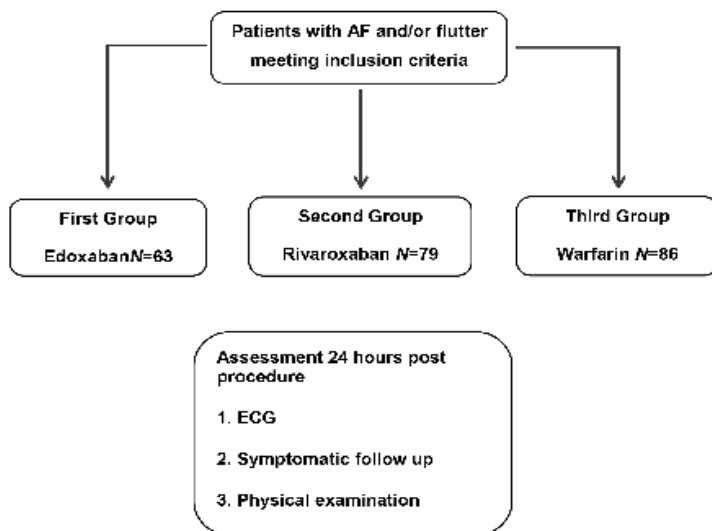 Patients with AF and/or flutter
meeting inclusion criteria
First Group
EdoxabanN=63
Second Group
Rivaroxaban N=79
Third Group
Warfarin N=86
Assessment 24 hours post
procedure
1. ECG
2. Symptomatic follow up
3. Physical examination